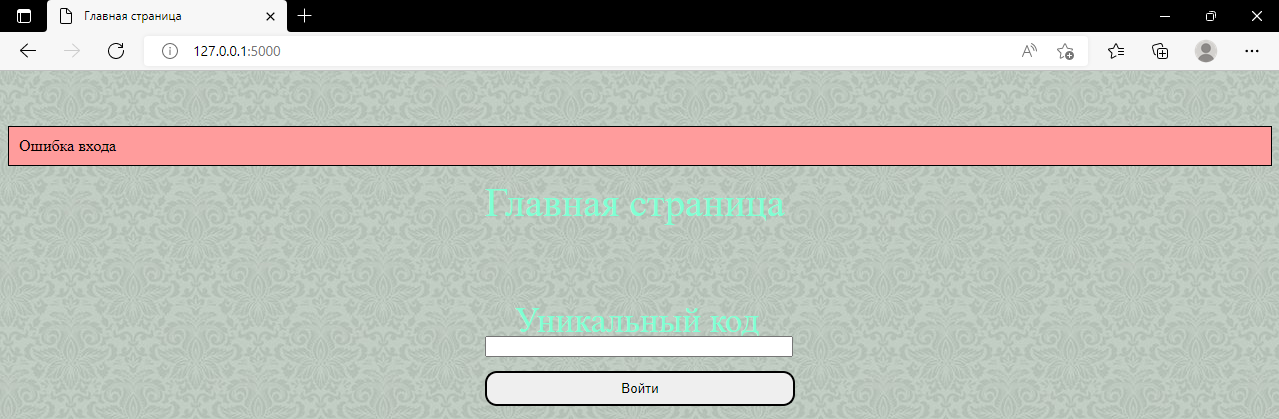 Главная страница
127.0.0.1:5000
Ошибка входа
Главная страница
Уникальный код
Войти